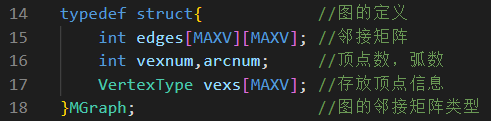 14 typedef struct{ //图的定义
15 int edges[MAXV][MAXV]; //邻接矩阵
16 int vexnum,arcnum; //顶点数，弧数
17 VertexType vexs[MAXV]; //存放顶点信息
18 }MGraph; //图的邻接矩阵类型